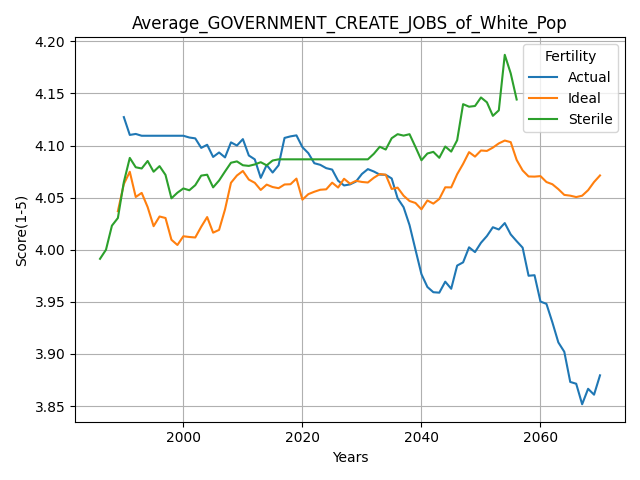 Average_GOVERNMENT_CREATE_JOBS_of_White_Pop
4.20
4.15
4.10
4.05
4.00
3.95
3.90
3.85
Score(1-5)
Fertility
Actual
Ideal
Sterile
2000
2020
2040
2060
Years